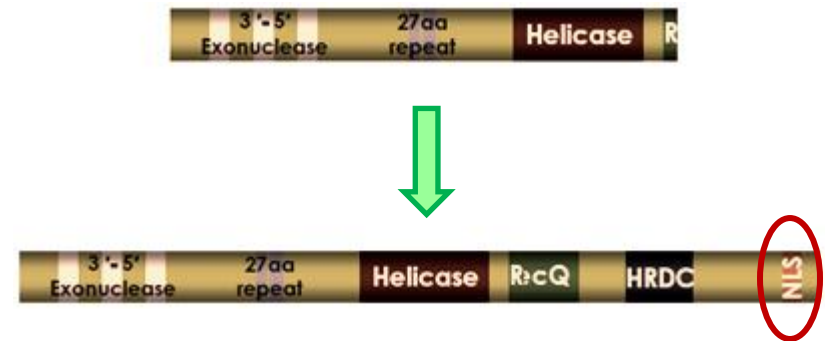 3'-5'
Exonuclease
27aa
repeat
Helicase
R
3'-5'
Exonuclease
27aa
repeat
Helicase
RecQ
HRDC
NLS